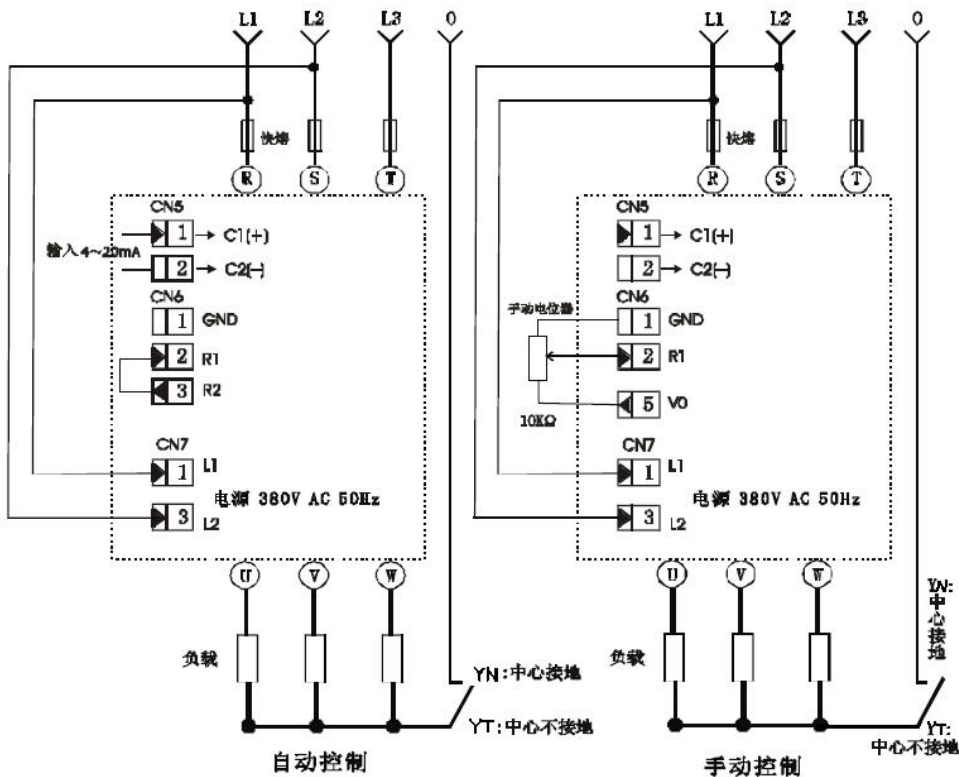 L1 L2 L3 0
快熔
R S T
CN5
1 C1(+)
输入4~20mA
2 C2(-)
CN6
1 GND
2 R1
3 R2
CN7
1 L1
电源 380V AC 50Hz
3 L2
U V W
负载
YN:中心接地
YT:中心不接地
自动控制
L1 L2 L3 0
快熔
R S T
CN5
1 C1(+)
2 C2(-)
CN6
手动电位器
1 GND
2 R1
5 V0
10KΩ
CN7
1 L1
电源 380V AC 50Hz
3 L2
U V W
YN:
中心接地
负载
YT:
中心不接地
手动控制